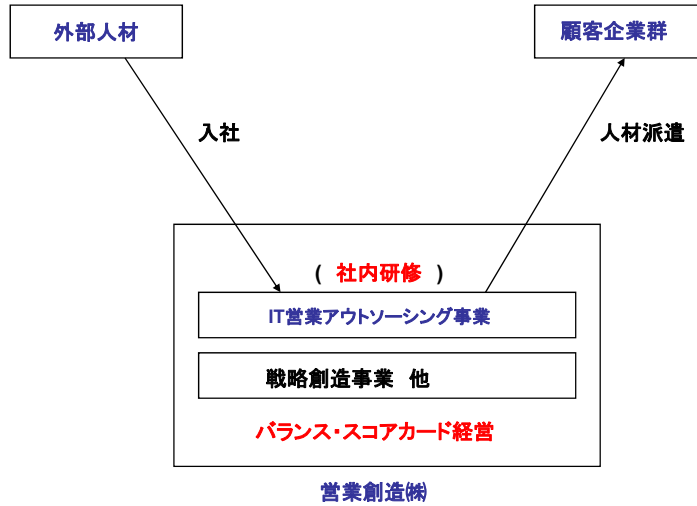 外部人材
顧客企業群
入社
人材派遣
( 社内研修 )
IT営業アウトソーシング事業
戦略創造事業 他
バランス・スコアカード経営
営業創造㈱